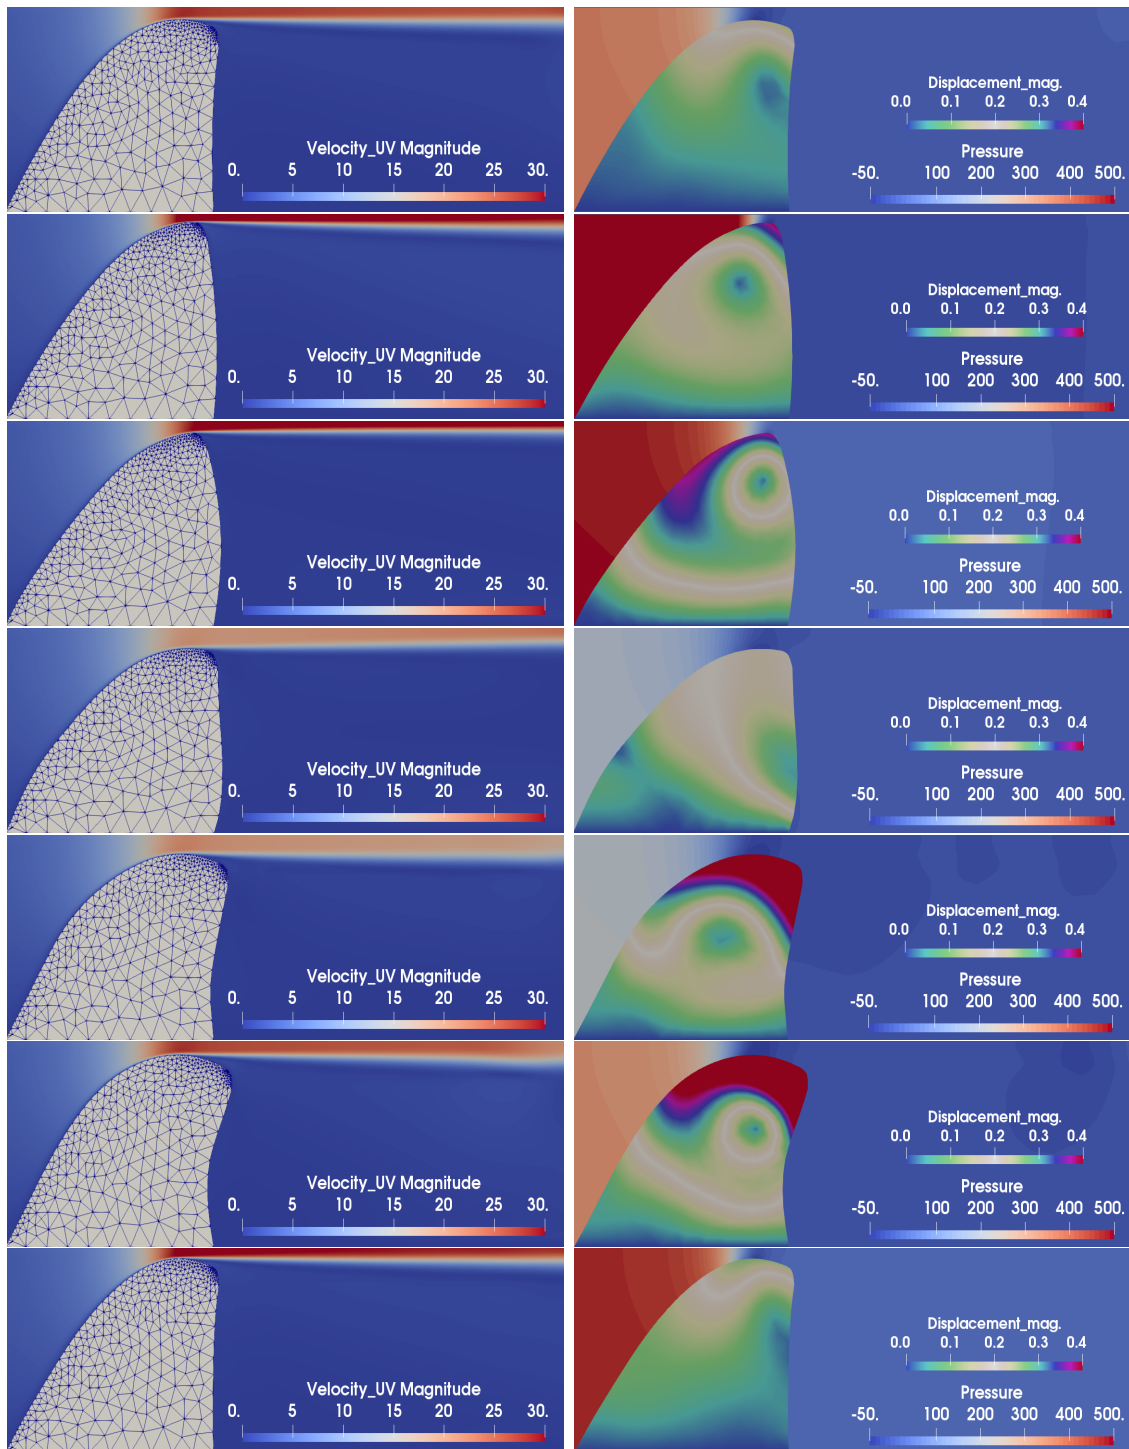 Displacement_mag.
0.0 0.1 0.2 0.3 0.4
Velocity_UV Magnitude
0. 5 10 15 20 25 30.
Pressure
-50. 100 200 300 400 500.
Displacement_mag.
0.0 0.1 0.2 0.3 0.4
Velocity_UV Magnitude
0. 5 10 15 20 25 30.
Pressure
-50. 100 200 300 400 500.
Displacement_mag.
0.0 0.1 0.2 0.3 0.4
Velocity_UV Magnitude
0. 5 10 15 20 25 30.
Pressure
-50. 100 200 300 400 500.
Displacement_mag.
0.0 0.1 0.2 0.3 0.4
Velocity_UV Magnitude
0. 5 10 15 20 25 30.
Pressure
-50. 100 200 300 400 500.
Displacement_mag.
0.0 0.1 0.2 0.3 0.4
Velocity_UV Magnitude
0. 5 10 15 20 25 30.
Pressure
-50. 100 200 300 400 500.
Displacement_mag.
0.0 0.1 0.2 0.3 0.4
Velocity_UV Magnitude
0. 5 10 15 20 25 30.
Pressure
-50. 100 200 300 400 500.
Displacement_mag.
0.0 0.1 0.2 0.3 0.4
Velocity_UV Magnitude
0. 5 10 15 20 25 30.
Pressure
-50. 100 200 300 400 500.